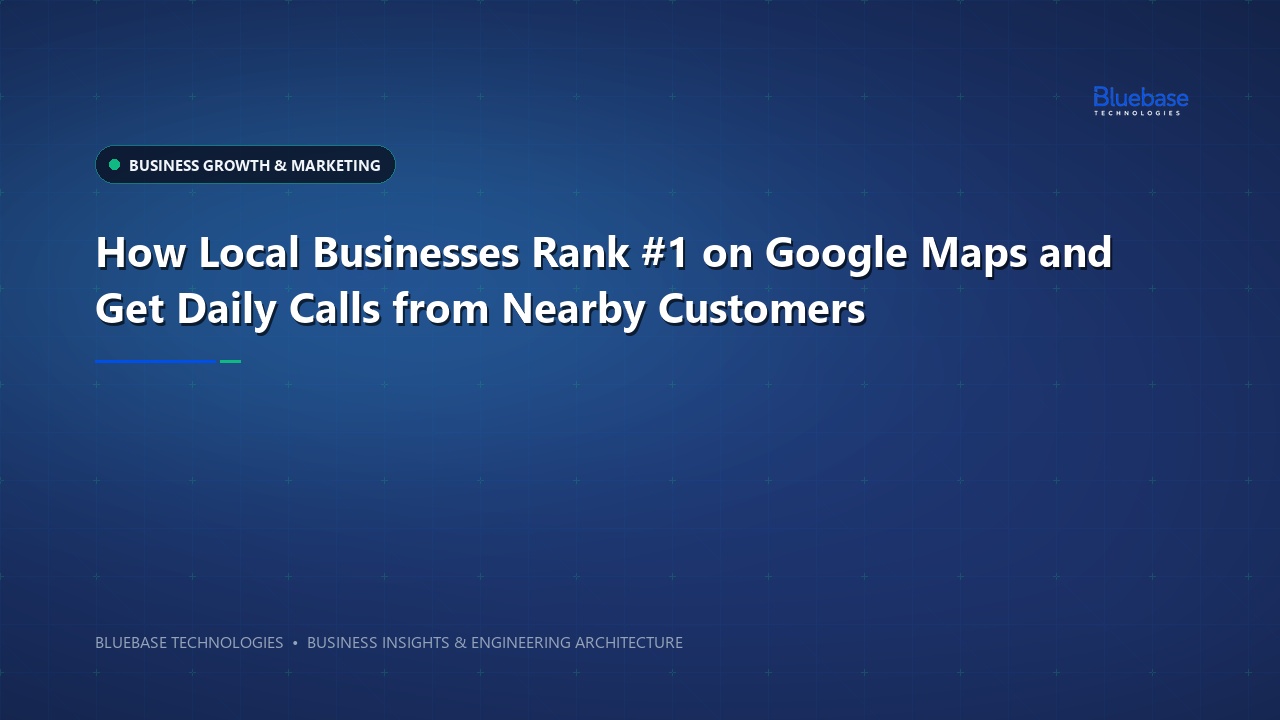 Bluebase
TECHNOLOGIES
BUSINESS GROWTH & MARKETING
How Local Businesses Rank #1 on Google Maps and
Get Daily Calls from Nearby Customers
BLUEBASE TECHNOLOGIES • BUSINESS INSIGHTS & ENGINEERING ARCHITECTURE